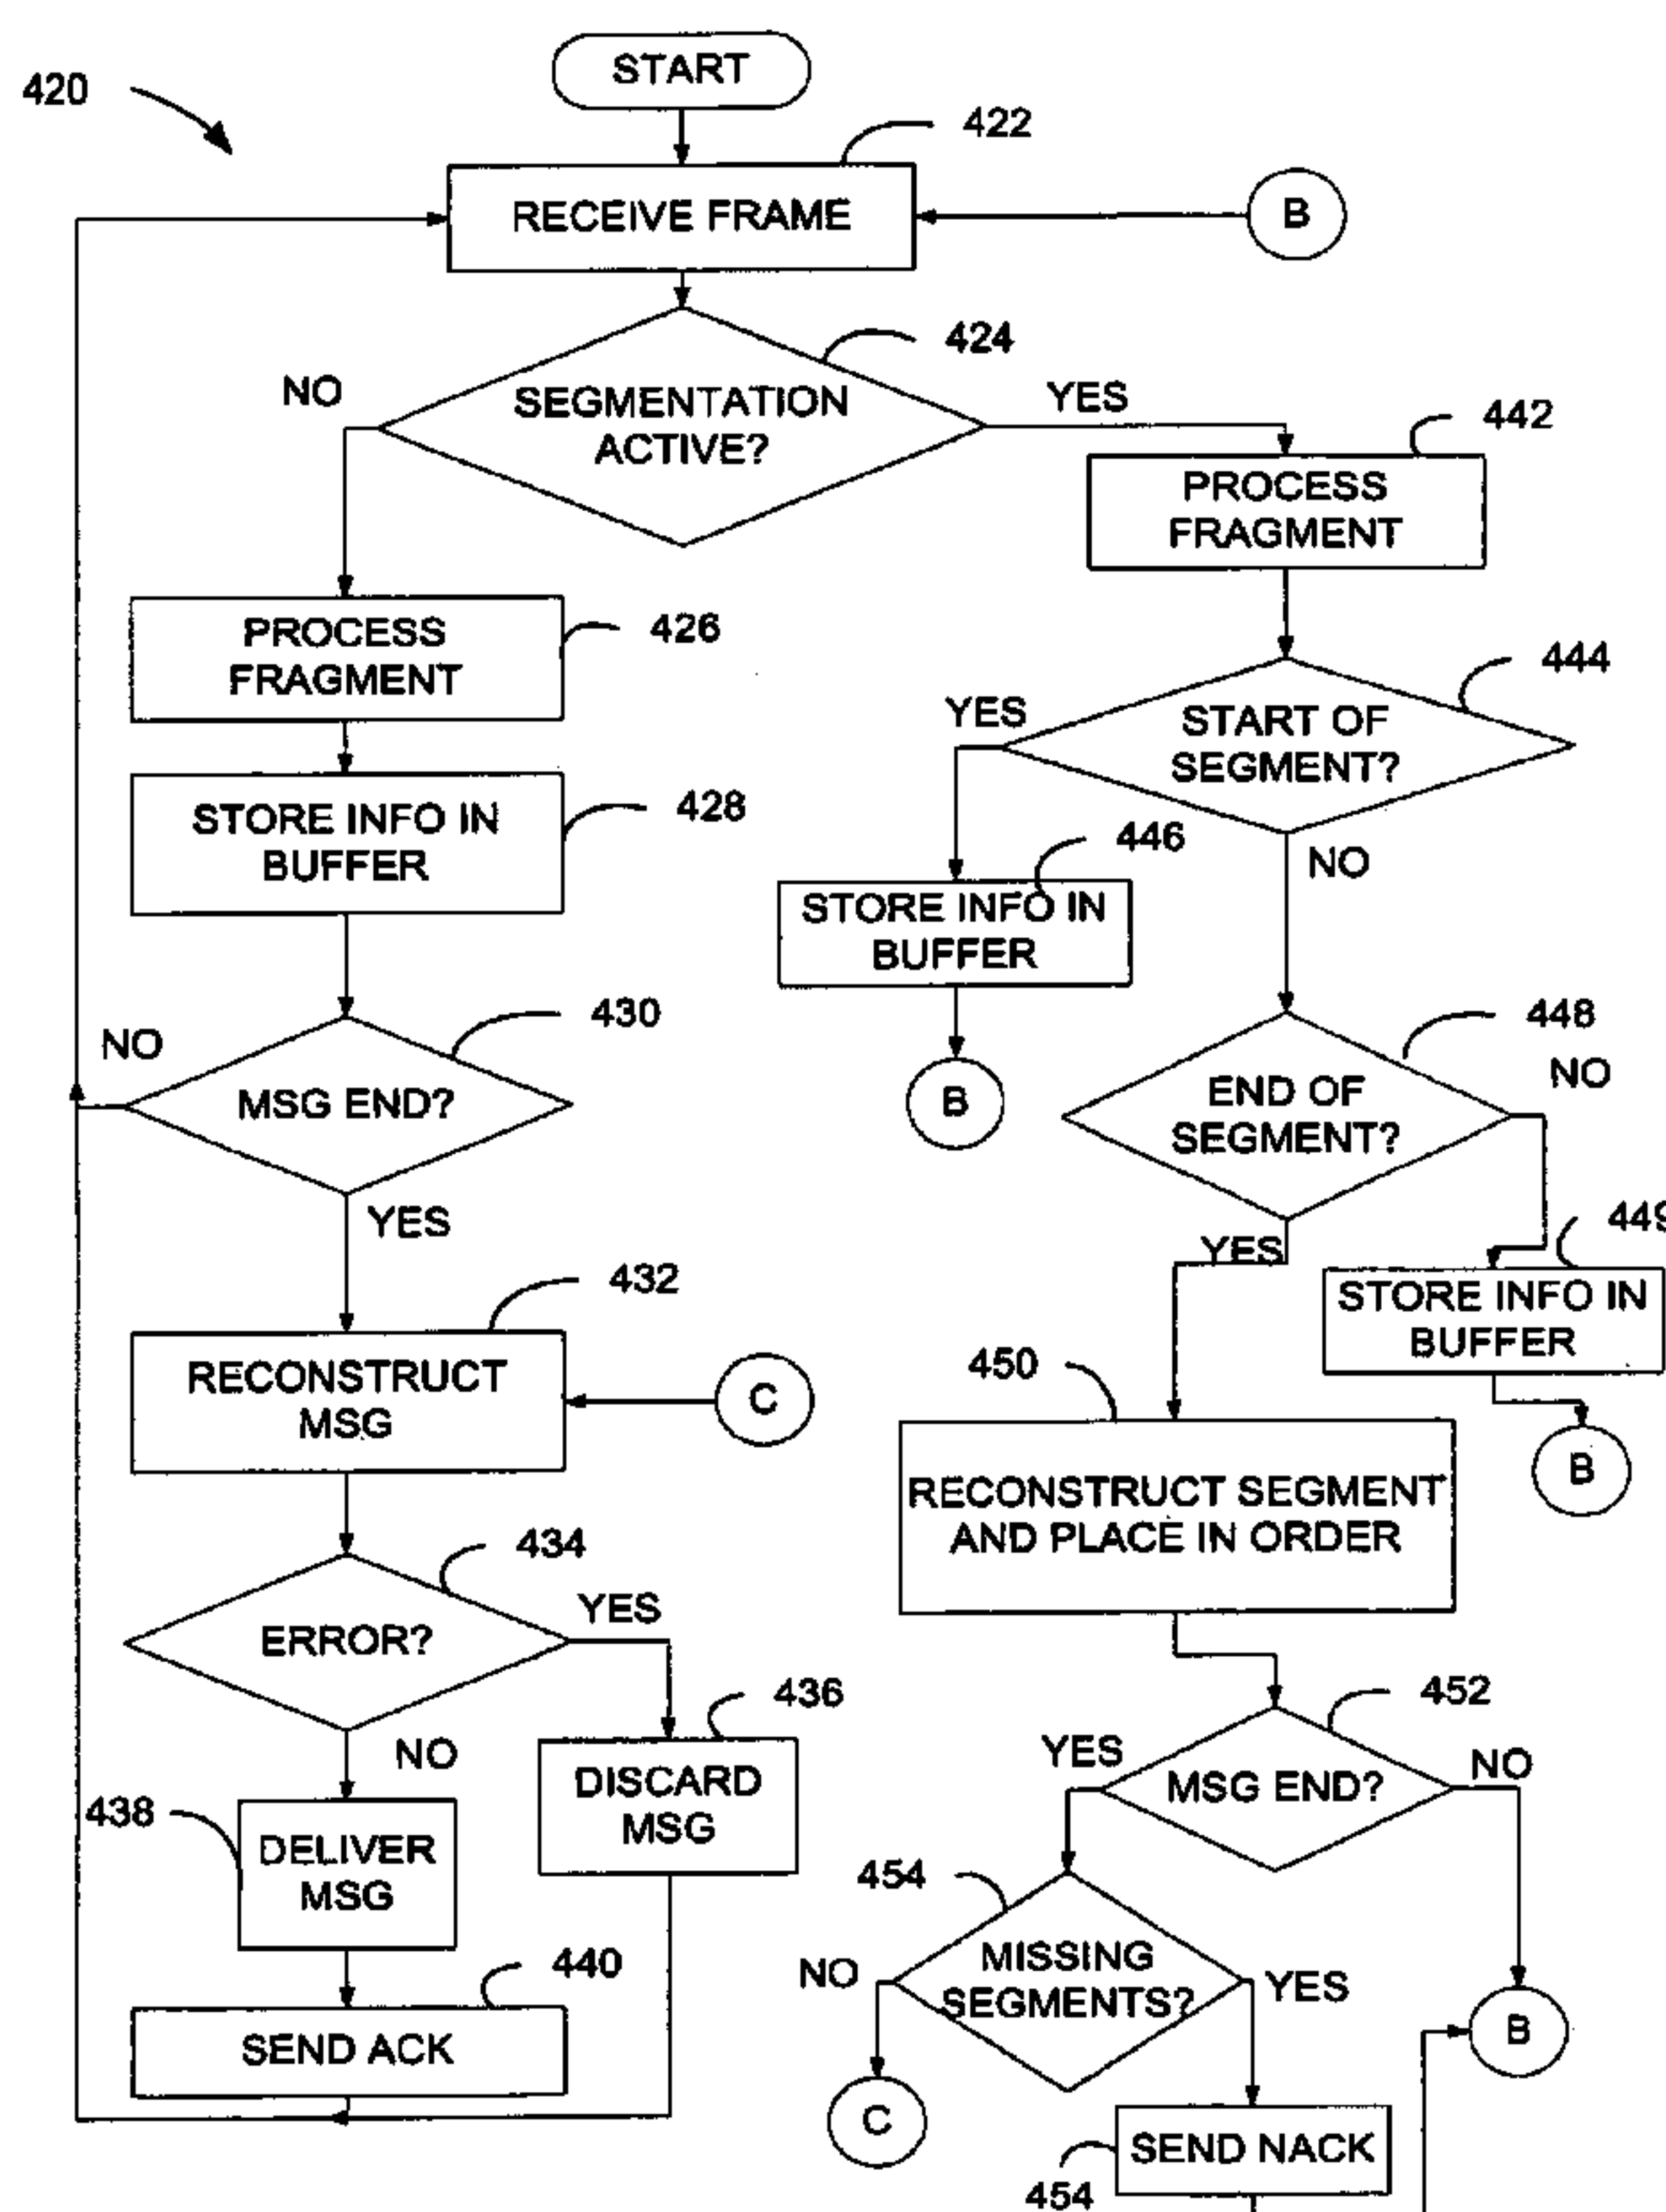 START
420
422
RECEIVE FRAME
B
424
NO
SEGMENTATION
ACTIVE?
YES
442
PROCESS
FRAGMENT
PROCESS
FRAGMENT
426
444
YES
START OF
SEGMENT?
NO
STORE INFO IN
BUFFER
428
446
STORE INFO IN
BUFFER
B
430
NO
MSG END?
YES
448
NO
END OF
SEGMENT?
YES
449
STORE INFO IN
BUFFER
B
432
RECONSTRUCT
MSG
C
450
RECONSTRUCT SEGMENT
AND PLACE IN ORDER
434
ERROR?
YES
NO
436
DISCARD
MSG
438
DELIVER
MSG
440
SEND ACK
452
YES
MSG END?
NO
454
NO
MISSING
SEGMENTS?
YES
B
C
SEND NACK
454